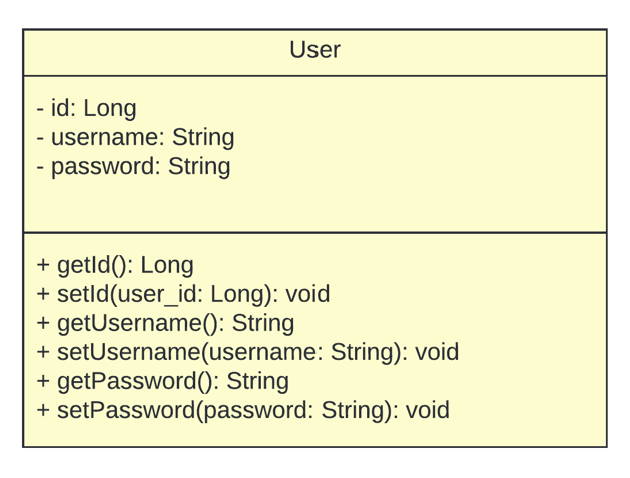 User
- id: Long
- username: String
- password: String
+ getId(): Long
+ setId(user_id: Long): void
+ getUsername(): String
+ setUsername(username: String): void
+ getPassword(): String
+ setPassword(password: String): void